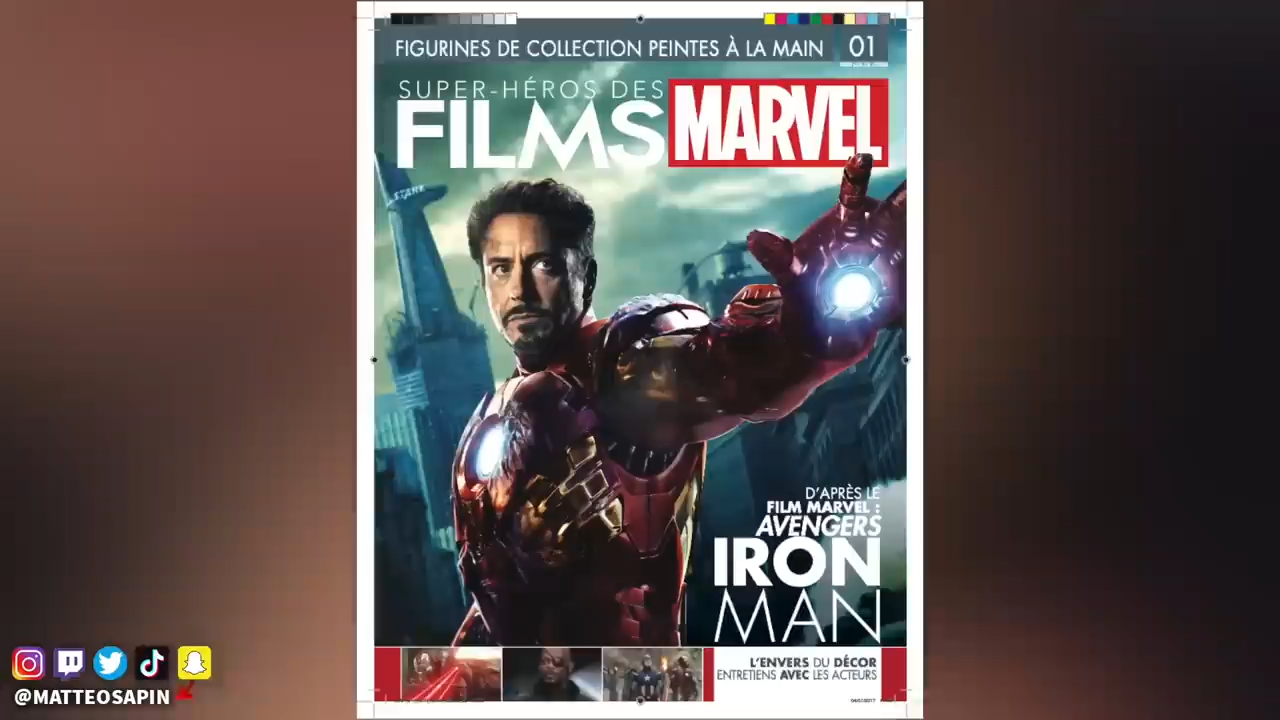 FIGURINES DE COLLECTION PEINTES À LA MAIN 01
SUPER-HÉROS DES
FILMS MARVEL
STARK
D'APRÈS LE
FILM MARVEL :
AVENGERS
IRON
MAN
L'ENVERS DU DÉCOR
ENTRETIENS AVEC LES ACTEURS
@MATTEOSAPIN